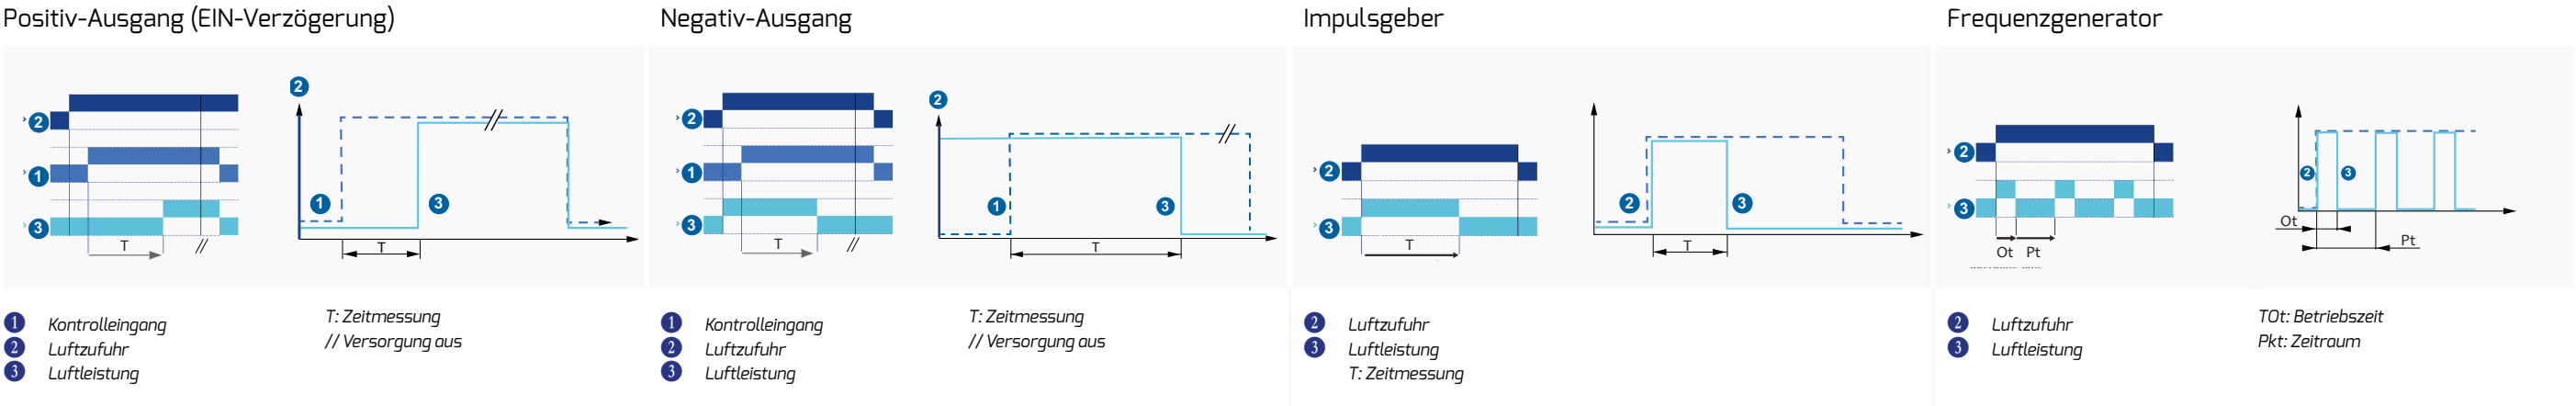 Positiv-Ausgang (EIN-Verzögerung)
2
1
3
T
//
2
1
3
//
T
1 Kontrolleingang
2 Luftzufuhr
3 Luftleistung
T: Zeitmessung
// Versorgung aus
Negativ-Ausgang
2
1
3
T
//
2
1
3
//
T
1 Kontrolleingang
2 Luftzufuhr
3 Luftleistung
T: Zeitmessung
// Versorgung aus
Impulsgeber
2
3
T
2
3
T
2 Luftzufuhr
3 Luftleistung
T: Zeitmessung
Frequenzgenerator
2
3
Ot Pt
2
3
Ot
Pt
2 Luftzufuhr
3 Luftleistung
TOt: Betriebszeit
Pkt: Zeitraum